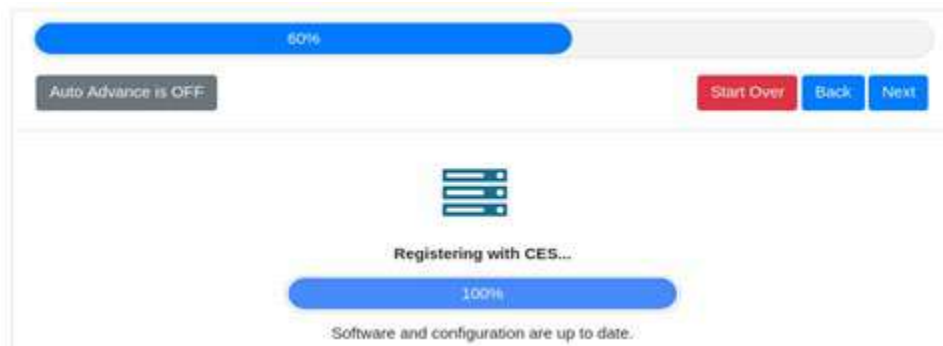 60%
Auto Advance is OFF Start Over Back Next
Registering with CES...
100%
Software and configuration are up to date.